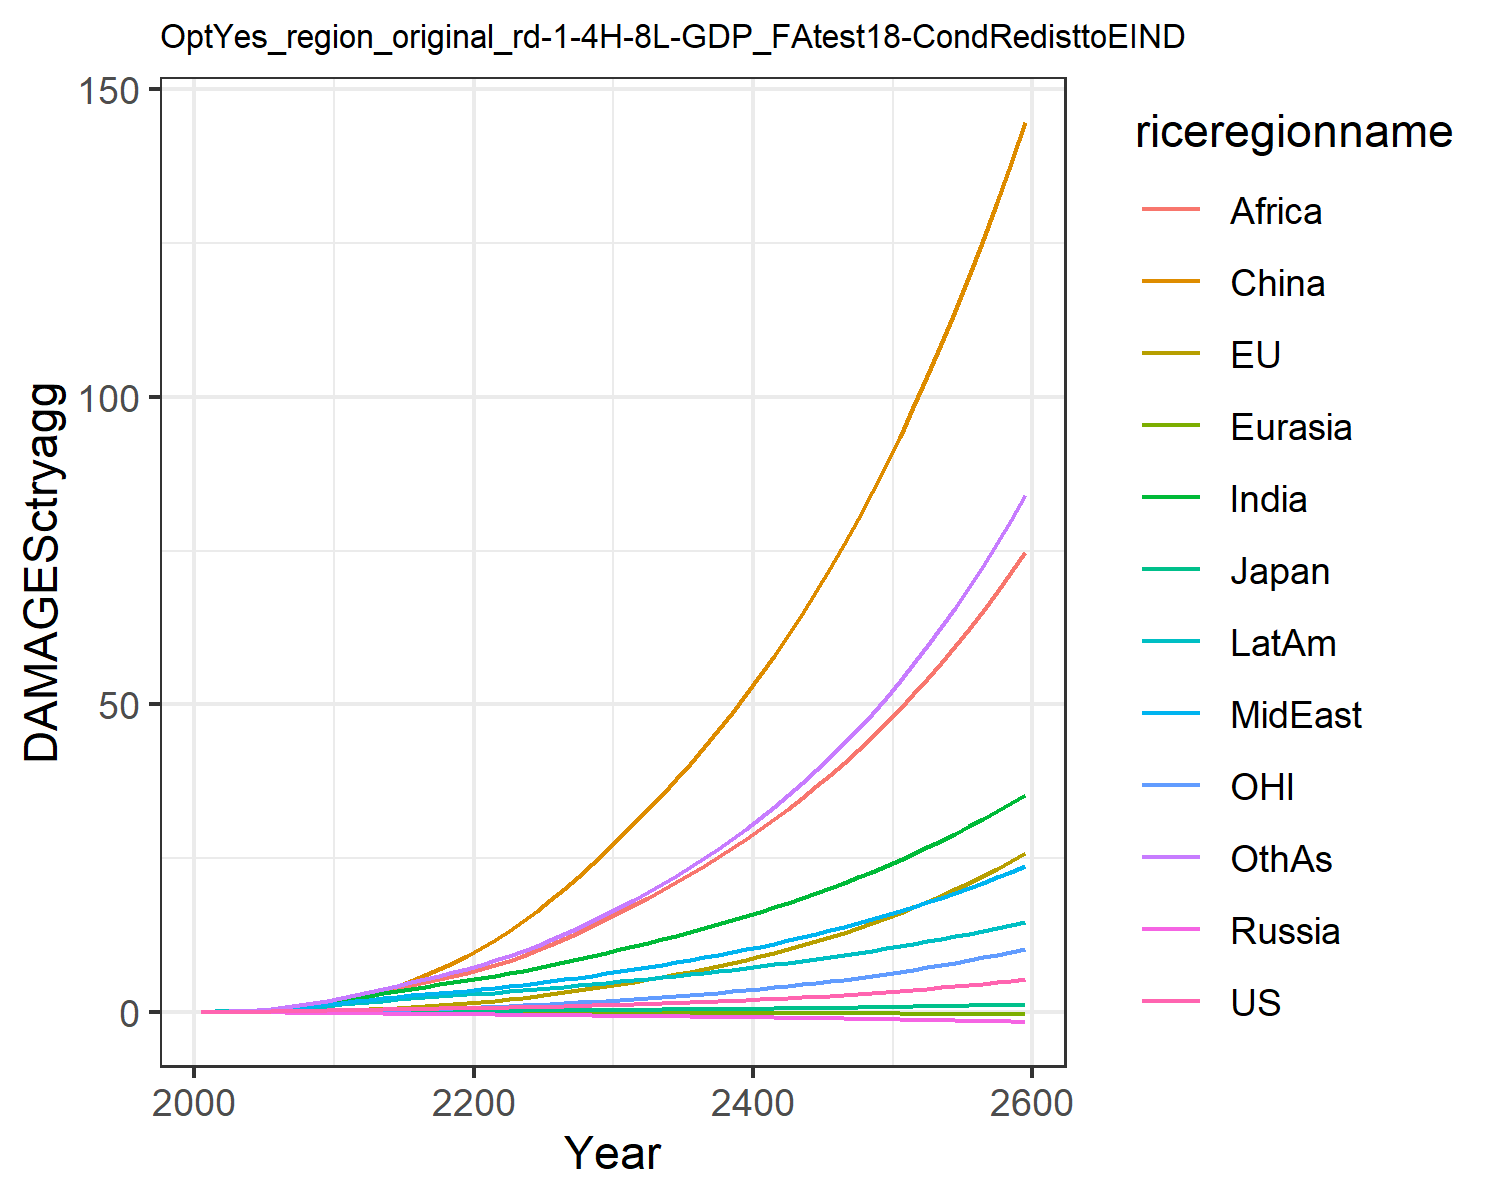 OptYes_region_original_rd-1-4H-8L-GDP_FAtest18-CondRedisttoEIND
150
100
50
0
DAMAGESctryagg
2000 2200 2400 2600
Year
riceregionname
Africa
China
EU
Eurasia
India
Japan
LatAm
MidEast
OHI
OthAs
Russia
US